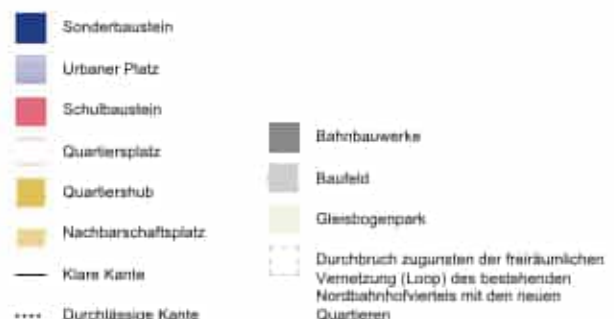 Sonderbaustein
Urbaner Platz
Schulbaustein
Quartiersplatz
Quartiershub
Nachbarschaftsplatz
Klare Kante
Durchlässige Kante
Bahnbauwerke
Baufeld
Gleisbogenpark
Durchbruch zugunsten der freiräumlichen
Vernetzung (Loop) des bestehenden
Nordbahnhofviertels mit den neuen
Quartieren